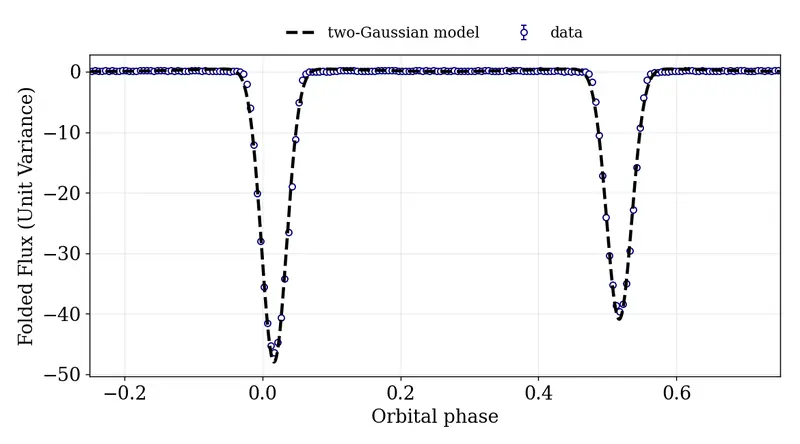 two-Gaussian model
data
Folded Flux (Unit Variance)
0
−10
−20
−30
−40
−50
−0.2
0.0
0.2
0.4
0.6
Orbital phase